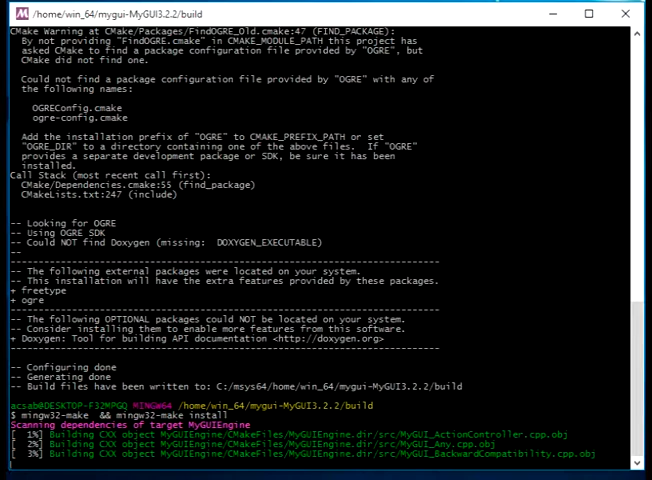 /home/win_64/mygui-MyGUI3.2.2/build
CMake Warning at CMake/Packages/FindOGRE_Old.cmake:47 (FIND_PACKAGE):
By not providing "FindOGRE.cmake" in CMAKE_MODULE_PATH this project has
asked CMake to find a package configuration file provided by "OGRE", but
CMake did not find one.
Could not find a package configuration file provided by "OGRE" with any of
the following names:
OGREConfig.cmake
ogre-config.cmake
Add the installation prefix of "OGRE" to CMAKE_PREFIX_PATH or set
"OGRE_DIR" to a directory containing one of the above files.  If "OGRE"
provides a separate development package or SDK, be sure it has been
installed.
Call Stack (most recent call first):
CMake/Dependencies.cmake:55 (find_package)
CMakeLists.txt:247 (include)
-- Looking for OGRE
-- Using OGRE SDK
-- Could NOT find Doxygen (missing:  DOXYGEN_EXECUTABLE)
--
-----------------------------------------------------------------------------
-- The following external packages were located on your system.
-- This installation will have the extra features provided by these packages.
+ freetype
+ ogre
-----------------------------------------------------------------------------
-- The following OPTIONAL packages could NOT be located on your system.
-- Consider installing them to enable more features from this software.
+ Doxygen: Tool for building API documentation <http://doxygen.org>
-----------------------------------------------------------------------------
-- Configuring done
-- Generating done
-- Build files have been written to: C:/msys64/home/win_64/mygui-MyGUI3.2.2/build
acsab@DESKTOP-F32MPGQ MINGW64 /home/win_64/mygui-MyGUI3.2.2/build
$ mingw32-make  && mingw32-make install
Scanning dependencies of target MyGUIEngine
[  1%] Building CXX object MyGUIEngine/CMakeFiles/MyGUIEngine.dir/src/MyGUI_ActionController.cpp.obj
[  2%] Building CXX object MyGUIEngine/CMakeFiles/MyGUIEngine.dir/src/MyGUI_Any.cpp.obj
[  3%] Building CXX object MyGUIEngine/CMakeFiles/MyGUIEngine.dir/src/MyGUI_BackwardCompatibility.cpp.obj